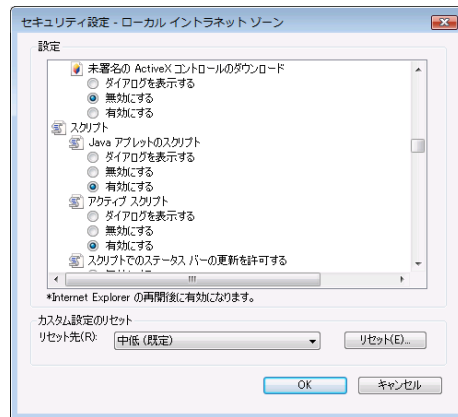 セキュリティ設定 - ローカル イントラネット ゾーン
設定
未署名の ActiveX コントロールのダウンロード
ダイアログを表示する
無効にする
有効にする
スクリプト
Java アプレットのスクリプト
ダイアログを表示する
無効にする
有効にする
アクティブ スクリプト
ダイアログを表示する
無効にする
有効にする
スクリプトでのステータス バーの更新を許可する
*Internet Explorer の再開後に有効になります。
カスタム設定のリセット
リセット先(R): 中低 (既定) リセット(E)...
OK キャンセル